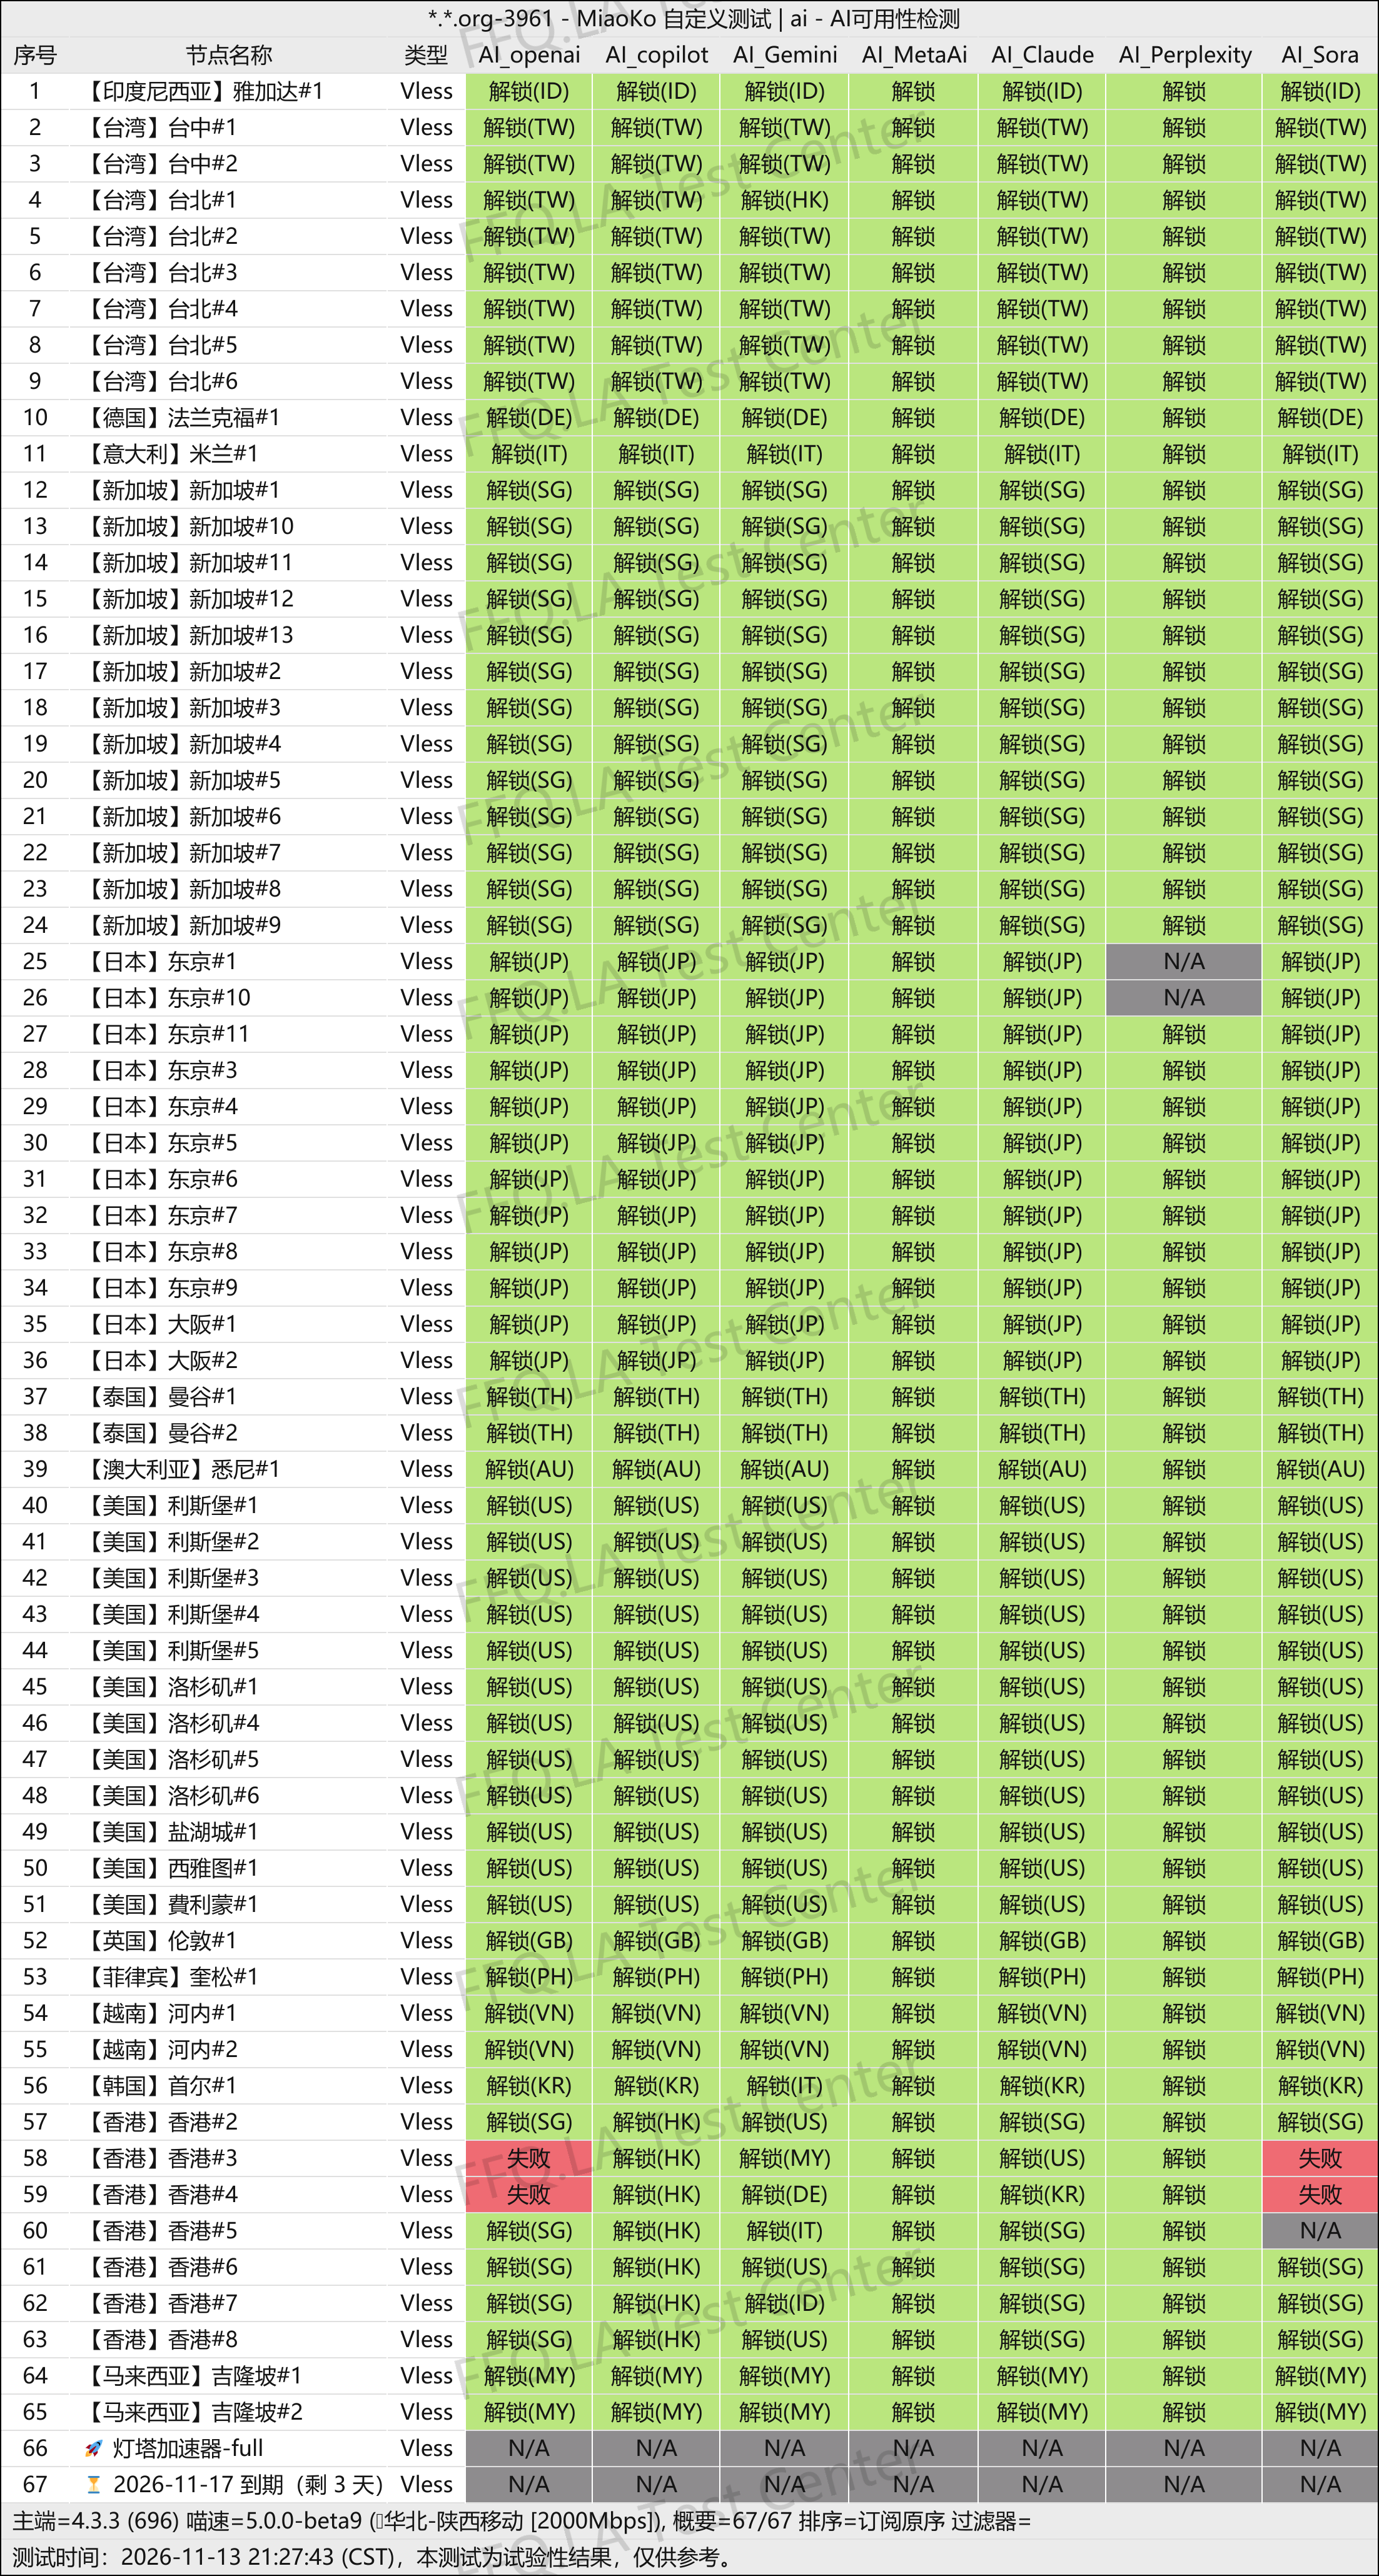 *.*.org-3961 - MiaoKo 自定义测试 | ai - AI可用性检测
序号 节点名称 类型 AI_openai AI_copilot AI_Gemini AI_MetaAi AI_Claude AI_Perplexity AI_Sora
1 【印度尼西亚】雅加达#1 Vless 解锁(ID) 解锁(ID) 解锁(ID) 解锁 解锁(ID) 解锁 解锁(ID)
2 【台湾】台中#1 Vless 解锁(TW) 解锁(TW) 解锁(TW) 解锁 解锁(TW) 解锁 解锁(TW)
3 【台湾】台中#2 Vless 解锁(TW) 解锁(TW) 解锁(TW) 解锁 解锁(TW) 解锁 解锁(TW)
4 【台湾】台北#1 Vless 解锁(TW) 解锁(TW) 解锁(HK) 解锁 解锁(TW) 解锁 解锁(TW)
5 【台湾】台北#2 Vless 解锁(TW) 解锁(TW) 解锁(TW) 解锁 解锁(TW) 解锁 解锁(TW)
6 【台湾】台北#3 Vless 解锁(TW) 解锁(TW) 解锁(TW) 解锁 解锁(TW) 解锁 解锁(TW)
7 【台湾】台北#4 Vless 解锁(TW) 解锁(TW) 解锁(TW) 解锁 解锁(TW) 解锁 解锁(TW)
8 【台湾】台北#5 Vless 解锁(TW) 解锁(TW) 解锁(TW) 解锁 解锁(TW) 解锁 解锁(TW)
9 【台湾】台北#6 Vless 解锁(TW) 解锁(TW) 解锁(TW) 解锁 解锁(TW) 解锁 解锁(TW)
10 【德国】法兰克福#1 Vless 解锁(DE) 解锁(DE) 解锁(DE) 解锁 解锁(DE) 解锁 解锁(DE)
11 【意大利】米兰#1 Vless 解锁(IT) 解锁(IT) 解锁(IT) 解锁 解锁(IT) 解锁 解锁(IT)
12 【新加坡】新加坡#1 Vless 解锁(SG) 解锁(SG) 解锁(SG) 解锁 解锁(SG) 解锁 解锁(SG)
13 【新加坡】新加坡#10 Vless 解锁(SG) 解锁(SG) 解锁(SG) 解锁 解锁(SG) 解锁 解锁(SG)
14 【新加坡】新加坡#11 Vless 解锁(SG) 解锁(SG) 解锁(SG) 解锁 解锁(SG) 解锁 解锁(SG)
15 【新加坡】新加坡#12 Vless 解锁(SG) 解锁(SG) 解锁(SG) 解锁 解锁(SG) 解锁 解锁(SG)
16 【新加坡】新加坡#13 Vless 解锁(SG) 解锁(SG) 解锁(SG) 解锁 解锁(SG) 解锁 解锁(SG)
17 【新加坡】新加坡#2 Vless 解锁(SG) 解锁(SG) 解锁(SG) 解锁 解锁(SG) 解锁 解锁(SG)
18 【新加坡】新加坡#3 Vless 解锁(SG) 解锁(SG) 解锁(SG) 解锁 解锁(SG) 解锁 解锁(SG)
19 【新加坡】新加坡#4 Vless 解锁(SG) 解锁(SG) 解锁(SG) 解锁 解锁(SG) 解锁 解锁(SG)
20 【新加坡】新加坡#5 Vless 解锁(SG) 解锁(SG) 解锁(SG) 解锁 解锁(SG) 解锁 解锁(SG)
21 【新加坡】新加坡#6 Vless 解锁(SG) 解锁(SG) 解锁(SG) 解锁 解锁(SG) 解锁 解锁(SG)
22 【新加坡】新加坡#7 Vless 解锁(SG) 解锁(SG) 解锁(SG) 解锁 解锁(SG) 解锁 解锁(SG)
23 【新加坡】新加坡#8 Vless 解锁(SG) 解锁(SG) 解锁(SG) 解锁 解锁(SG) 解锁 解锁(SG)
24 【新加坡】新加坡#9 Vless 解锁(SG) 解锁(SG) 解锁(SG) 解锁 解锁(SG) 解锁 解锁(SG)
25 【日本】东京#1 Vless 解锁(JP) 解锁(JP) 解锁(JP) 解锁 解锁(JP) N/A 解锁(JP)
26 【日本】东京#10 Vless 解锁(JP) 解锁(JP) 解锁(JP) 解锁 解锁(JP) N/A 解锁(JP)
27 【日本】东京#11 Vless 解锁(JP) 解锁(JP) 解锁(JP) 解锁 解锁(JP) 解锁 解锁(JP)
28 【日本】东京#3 Vless 解锁(JP) 解锁(JP) 解锁(JP) 解锁 解锁(JP) 解锁 解锁(JP)
29 【日本】东京#4 Vless 解锁(JP) 解锁(JP) 解锁(JP) 解锁 解锁(JP) 解锁 解锁(JP)
30 【日本】东京#5 Vless 解锁(JP) 解锁(JP) 解锁(JP) 解锁 解锁(JP) 解锁 解锁(JP)
31 【日本】东京#6 Vless 解锁(JP) 解锁(JP) 解锁(JP) 解锁 解锁(JP) 解锁 解锁(JP)
32 【日本】东京#7 Vless 解锁(JP) 解锁(JP) 解锁(JP) 解锁 解锁(JP) 解锁 解锁(JP)
33 【日本】东京#8 Vless 解锁(JP) 解锁(JP) 解锁(JP) 解锁 解锁(JP) 解锁 解锁(JP)
34 【日本】东京#9 Vless 解锁(JP) 解锁(JP) 解锁(JP) 解锁 解锁(JP) 解锁 解锁(JP)
35 【日本】大阪#1 Vless 解锁(JP) 解锁(JP) 解锁(JP) 解锁 解锁(JP) 解锁 解锁(JP)
36 【日本】大阪#2 Vless 解锁(JP) 解锁(JP) 解锁(JP) 解锁 解锁(JP) 解锁 解锁(JP)
37 【泰国】曼谷#1 Vless 解锁(TH) 解锁(TH) 解锁(TH) 解锁 解锁(TH) 解锁 解锁(TH)
38 【泰国】曼谷#2 Vless 解锁(TH) 解锁(TH) 解锁(TH) 解锁 解锁(TH) 解锁 解锁(TH)
39 【澳大利亚】悉尼#1 Vless 解锁(AU) 解锁(AU) 解锁(AU) 解锁 解锁(AU) 解锁 解锁(AU)
40 【美国】利斯堡#1 Vless 解锁(US) 解锁(US) 解锁(US) 解锁 解锁(US) 解锁 解锁(US)
41 【美国】利斯堡#2 Vless 解锁(US) 解锁(US) 解锁(US) 解锁 解锁(US) 解锁 解锁(US)
42 【美国】利斯堡#3 Vless 解锁(US) 解锁(US) 解锁(US) 解锁 解锁(US) 解锁 解锁(US)
43 【美国】利斯堡#4 Vless 解锁(US) 解锁(US) 解锁(US) 解锁 解锁(US) 解锁 解锁(US)
44 【美国】利斯堡#5 Vless 解锁(US) 解锁(US) 解锁(US) 解锁 解锁(US) 解锁 解锁(US)
45 【美国】洛杉矶#1 Vless 解锁(US) 解锁(US) 解锁(US) 解锁 解锁(US) 解锁 解锁(US)
46 【美国】洛杉矶#4 Vless 解锁(US) 解锁(US) 解锁(US) 解锁 解锁(US) 解锁 解锁(US)
47 【美国】洛杉矶#5 Vless 解锁(US) 解锁(US) 解锁(US) 解锁 解锁(US) 解锁 解锁(US)
48 【美国】洛杉矶#6 Vless 解锁(US) 解锁(US) 解锁(US) 解锁 解锁(US) 解锁 解锁(US)
49 【美国】盐湖城#1 Vless 解锁(US) 解锁(US) 解锁(US) 解锁 解锁(US) 解锁 解锁(US)
50 【美国】西雅图#1 Vless 解锁(US) 解锁(US) 解锁(US) 解锁 解锁(US) 解锁 解锁(US)
51 【美国】費利蒙#1 Vless 解锁(US) 解锁(US) 解锁(US) 解锁 解锁(US) 解锁 解锁(US)
52 【英国】伦敦#1 Vless 解锁(GB) 解锁(GB) 解锁(GB) 解锁 解锁(GB) 解锁 解锁(GB)
53 【菲律宾】奎松#1 Vless 解锁(PH) 解锁(PH) 解锁(PH) 解锁 解锁(PH) 解锁 解锁(PH)
54 【越南】河内#1 Vless 解锁(VN) 解锁(VN) 解锁(VN) 解锁 解锁(VN) 解锁 解锁(VN)
55 【越南】河内#2 Vless 解锁(VN) 解锁(VN) 解锁(VN) 解锁 解锁(VN) 解锁 解锁(VN)
56 【韩国】首尔#1 Vless 解锁(KR) 解锁(KR) 解锁(IT) 解锁 解锁(KR) 解锁 解锁(KR)
57 【香港】香港#2 Vless 解锁(SG) 解锁(HK) 解锁(US) 解锁 解锁(SG) 解锁 解锁(SG)
58 【香港】香港#3 Vless 失败 解锁(HK) 解锁(MY) 解锁 解锁(US) 解锁 失败
59 【香港】香港#4 Vless 失败 解锁(HK) 解锁(DE) 解锁 解锁(KR) 解锁 失败
60 【香港】香港#5 Vless 解锁(SG) 解锁(HK) 解锁(IT) 解锁 解锁(SG) 解锁 N/A
61 【香港】香港#6 Vless 解锁(SG) 解锁(HK) 解锁(US) 解锁 解锁(SG) 解锁 解锁(SG)
62 【香港】香港#7 Vless 解锁(SG) 解锁(HK) 解锁(ID) 解锁 解锁(SG) 解锁 解锁(SG)
63 【香港】香港#8 Vless 解锁(SG) 解锁(HK) 解锁(US) 解锁 解锁(SG) 解锁 解锁(SG)
64 【马来西亚】吉隆坡#1 Vless 解锁(MY) 解锁(MY) 解锁(MY) 解锁 解锁(MY) 解锁 解锁(MY)
65 【马来西亚】吉隆坡#2 Vless 解锁(MY) 解锁(MY) 解锁(MY) 解锁 解锁(MY) 解锁 解锁(MY)
66 🚀 灯塔加速器-full Vless N/A N/A N/A N/A N/A N/A N/A
67 ⏳ 2026-11-17 到期（剩 3 天） Vless N/A N/A N/A N/A N/A N/A N/A
主端=4.3.3 (696) 喵速=5.0.0-beta9 (华北-陕西移动 [2000Mbps]), 概要=67/67 排序=订阅原序 过滤器=
测试时间：2026-11-13 21:27:43 (CST)，本测试为试验性结果，仅供参考。
FFQ.LA Test Center